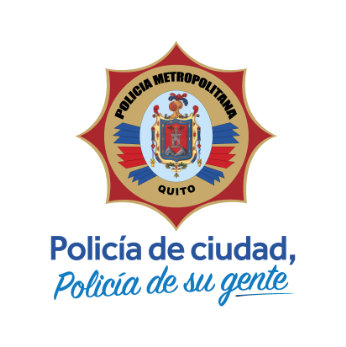 POLICIA METROPOLITANA
QUITO
Policía de ciudad,
Policía de su gente